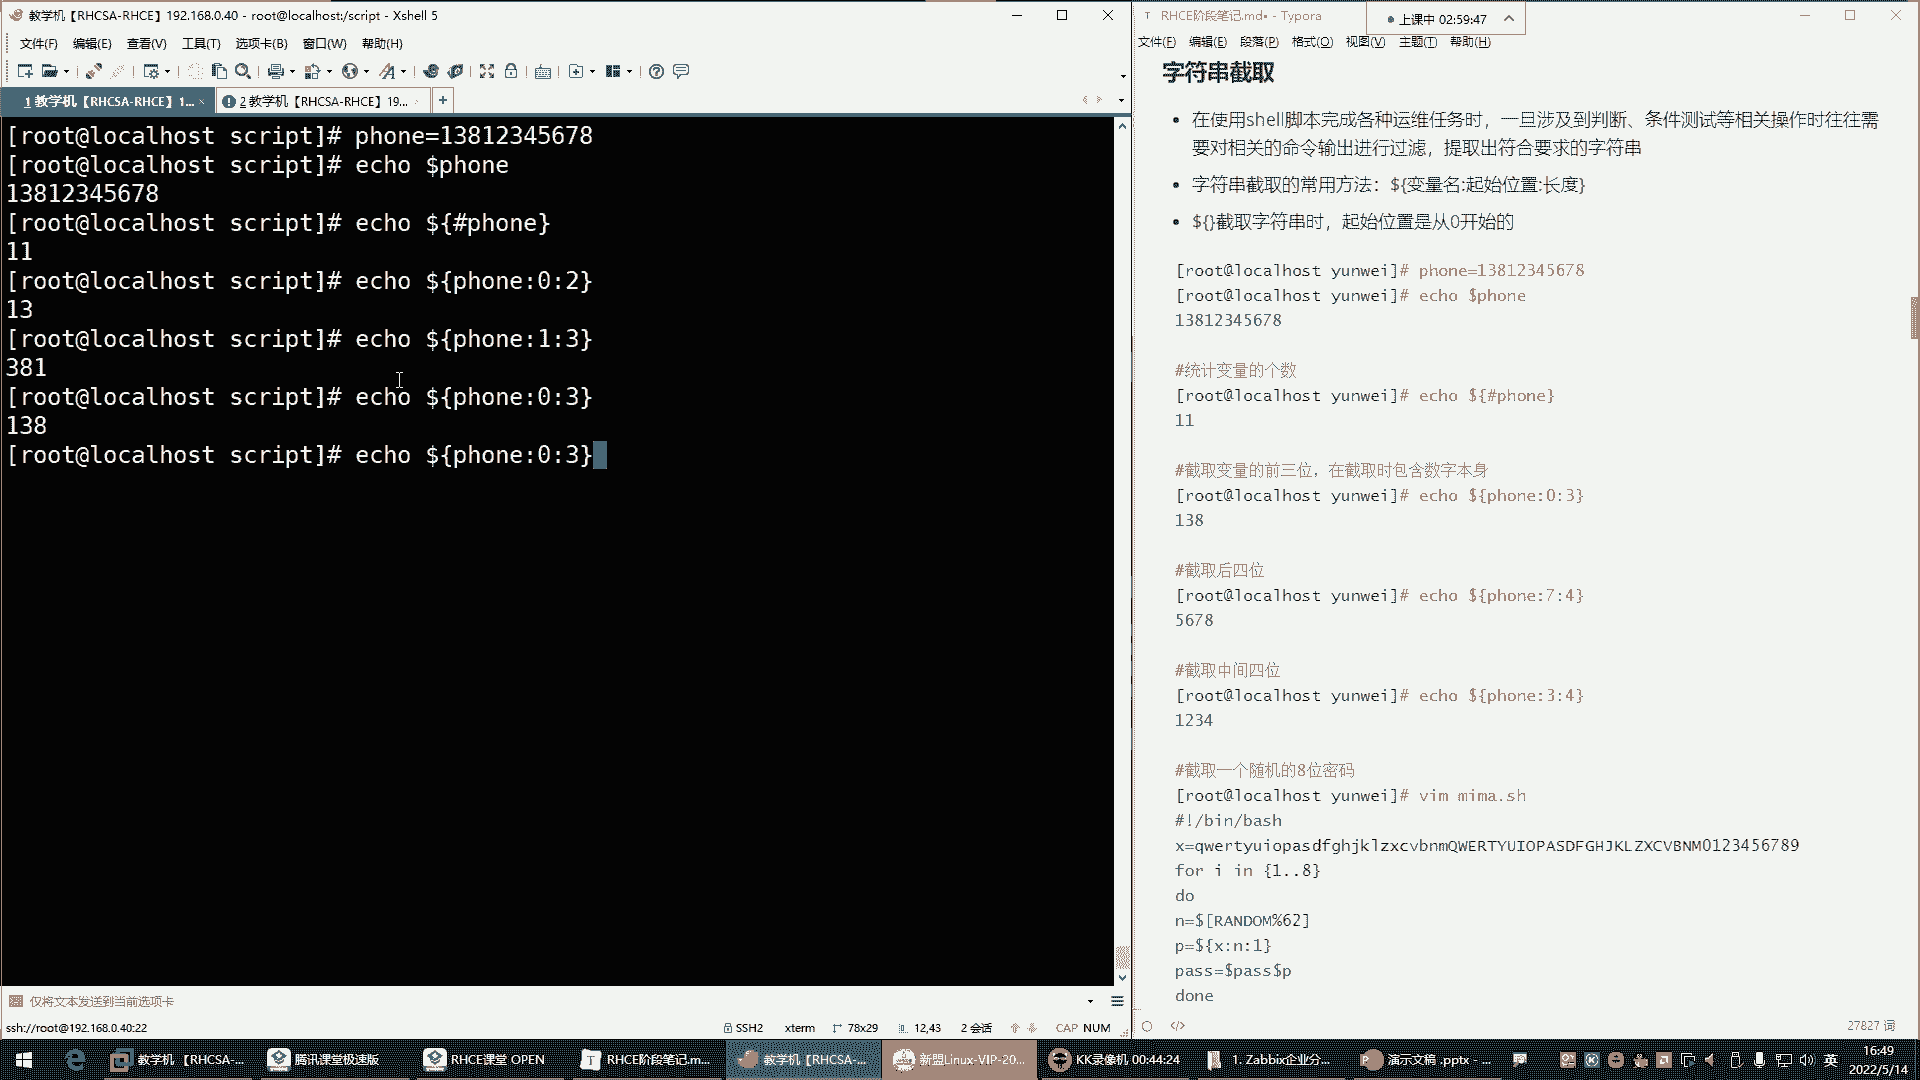 教学机【RHCSA-RHCE】192.168.0.40 - root@localhost:/script - Xshell 5
文件(F) 编辑(E) 查看(V) 工具(T) 选项卡(B) 窗口(W) 帮助(H)
1 教学机【RHCSA-RHCE】1...
2 教学机【RHCSA-RHCE】19...
[root@localhost script]# phone=13812345678
[root@localhost script]# echo $phone
13812345678
[root@localhost script]# echo ${#phone}
11
[root@localhost script]# echo ${phone:0:2}
13
[root@localhost script]# echo ${phone:1:3}
381
[root@localhost script]# echo ${phone:0:3}
138
[root@localhost script]# echo ${phone:0:3}
仅将文本发送到当前选项卡
ssh://root@192.168.0.40:22
SSH2 xterm 78x29 12,43 2 会话 CAP NUM
RHCE阶段笔记.md• - Typora
上课中 02:59:47
文件(F) 编辑(E) 段落(P) 格式(O) 视图(V) 主题(T) 帮助(H)
字符串截取
• 在使用shell脚本完成各种运维任务时，一旦涉及到判断、条件测试等相关操作时往往需
要对相关的命令输出进行过滤，提取出符合要求的字符串
• 字符串截取的常用方法：${变量名:起始位置:长度}
• ${}截取字符串时，起始位置是从0开始的
[root@localhost yunwei]# phone=13812345678
[root@localhost yunwei]# echo $phone
13812345678
#统计变量的个数
[root@localhost yunwei]# echo ${#phone}
11
#截取变量的前三位，在截取时包含数字本身
[root@localhost yunwei]# echo ${phone:0:3}
138
#截取后四位
[root@localhost yunwei]# echo ${phone:7:4}
5678
#截取中间四位
[root@localhost yunwei]# echo ${phone:3:4}
1234
#截取一个随机的8位密码
[root@localhost yunwei]# vim mima.sh
#!/bin/bash
x=qwertyuiopasdfghjklzxcvbnmQWERTYUIOPASDFGHJKLZXCVBNM0123456789
for i in {1..8}
do
n=$[RANDOM%62]
p=${x:n:1}
pass=$pass$p
done
27827 词
教学机【RHCSA-...
腾讯课堂极速版
RHCE课堂 OPEN
RHCE阶段笔记.m...
教学机【RHCSA-...
新盟Linux-VIP-20...
KK录像机 00:44:24
1. Zabbix企业分...
演示文稿 .pptx - ...
英
16:49
2022/5/14